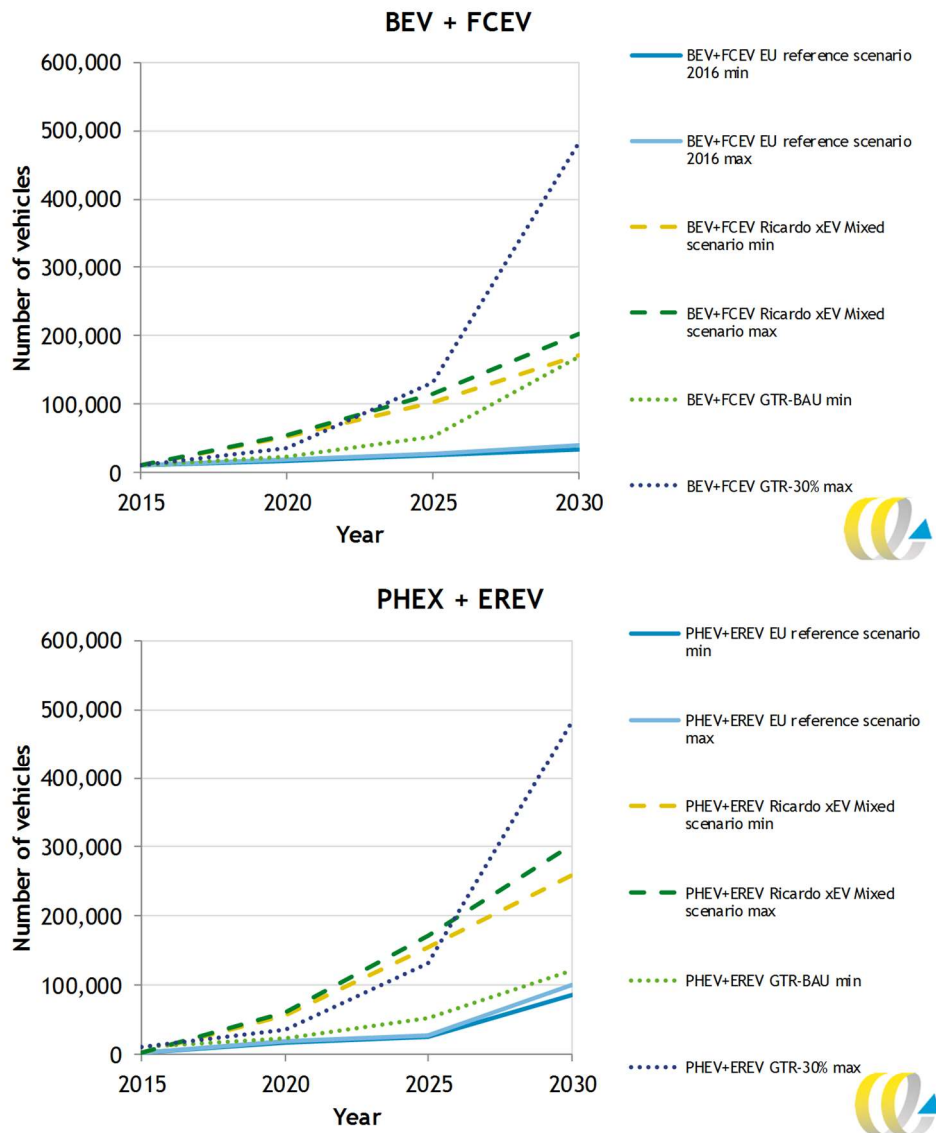 BEV + FCEV
600,000
500,000
400,000
300,000
200,000
100,000
0
Number of vehicles
2015
2020
2025
2030
Year
BEV+FCEV EU reference scenario
2016 min
BEV+FCEV EU reference scenario
2016 max
BEV+FCEV Ricardo xEV Mixed
scenario min
BEV+FCEV Ricardo xEV Mixed
scenario max
BEV+FCEV GTR-BAU min
BEV+FCEV GTR-30% max
PHEX + EREV
600,000
500,000
400,000
300,000
200,000
100,000
0
Number of vehicles
2015
2020
2025
2030
Year
PHEV+EREV EU reference scenario
min
PHEV+EREV EU reference scenario
max
PHEV+EREV Ricardo xEV Mixed
scenario min
PHEV+EREV Ricardo xEV Mixed
scenario max
PHEV+EREV GTR-BAU min
PHEV+EREV GTR-30% max